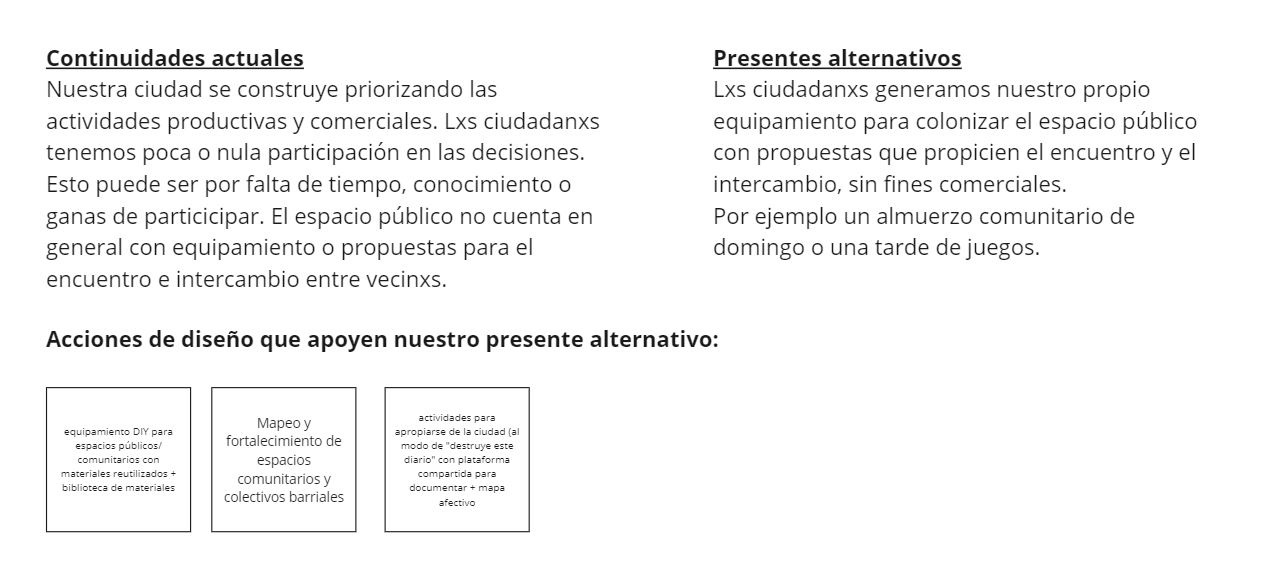 Continuidades actuales
Nuestra ciudad se construye priorizando las
actividades productivas y comerciales. Lxs ciudadanxs
tenemos poca o nula participación en las decisiones.
Esto puede ser por falta de tiempo, conocimiento o
ganas de particicipar. El espacio público no cuenta en
general con equipamiento o propuestas para el
encuentro e intercambio entre vecinxs.
Presentes alternativos
Lxs ciudadanxs generamos nuestro propio
equipamiento para colonizar el espacio público
con propuestas que propicien el encuentro y el
intercambio, sin fines comerciales.
Por ejemplo un almuerzo comunitario de
domingo o una tarde de juegos.
Acciones de diseño que apoyen nuestro presente alternativo:
equipamiento DIY para
espacios públicos/
comunitarios con
materiales reutilizados +
biblioteca de materiales
Mapeo y
fortalecimiento de
espacios
comunitarios y
colectivos barriales
actividades para
apropiarse de la ciudad (al
modo de "destruye este
diario" con plataforma
compartida para
documentar + mapa
afectivo